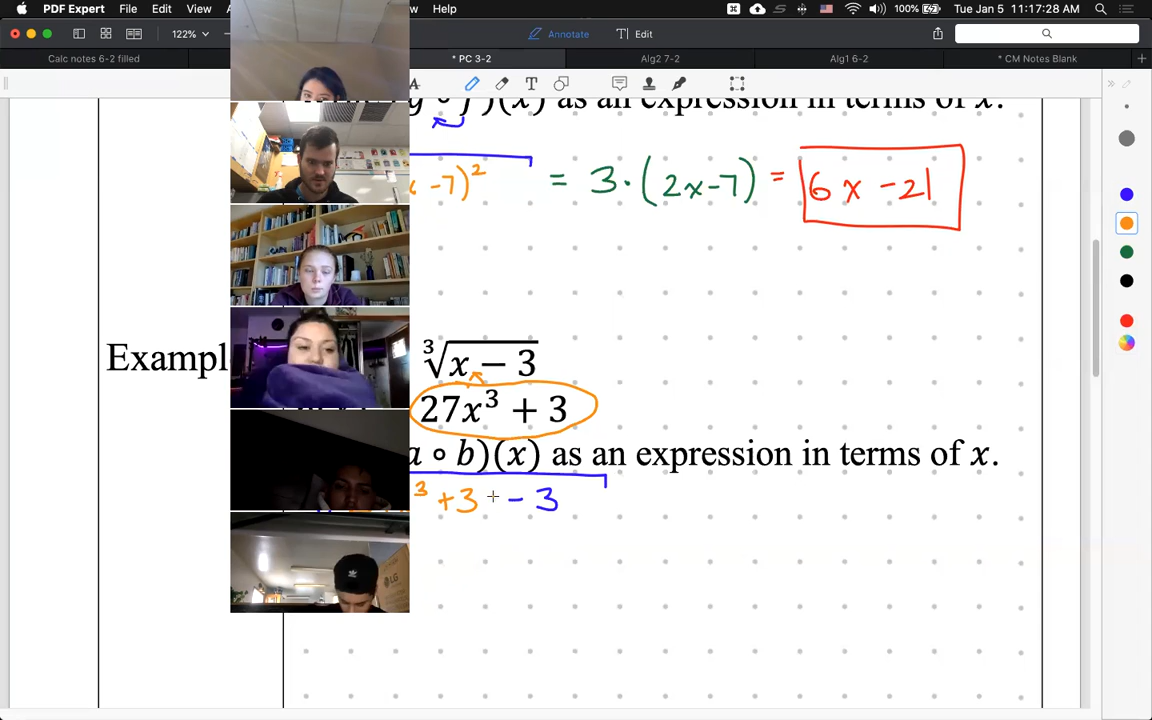 PDF Expert File Edit View Help 100% Tue Jan 5 11:17:28 AM
122% Annotate Edit
Calc notes 6-2 filled * PC 3-2 Alg2 7-2 Alg1 6-2 * CM Notes Blank
)(x) as an expression in terms of x.
-7)² = 3·(2x-7) = 6x-21
∛x − 3
Exampl
27x³ + 3
∘ b)(x) as an expression in terms of x.
³ +3 - 3